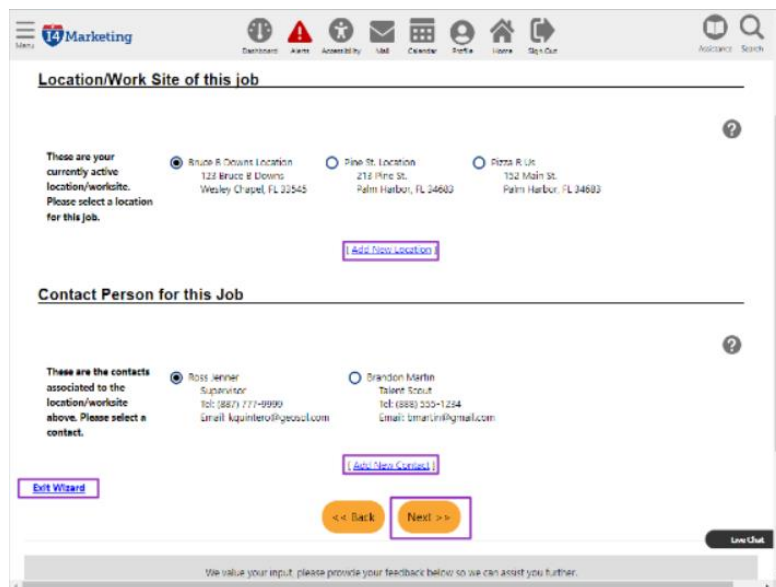 Menu
14 Marketing
Dashboard
Alerts
Accessibility
Mail
Calendar
Profile
Home
Sign Out
Assistance
Search
Location/Work Site of this job
?
These are your
currently active
location/worksite.
Please select a location
for this job.
Bruce B Downs Location
123 Bruce B Downs
Wesley Chapel, FL 33545
Pine St. Location
213 Pine St.
Palm Harbor, FL 34683
Pizza R Us
152 Main St.
Palm Harbor, FL 34683
[ Add New Location ]
Contact Person for this Job
?
These are the contacts
associated to the
location/worksite
above. Please select a
contact.
Ross Jenner
Supervisor
Tel: (887) 777-9999
Email: kquintero@geosol.com
Brandon Martin
Talent Scout
Tel: (888) 555-1234
Email: bmartin@gmail.com
[ Add New Contact ]
Exit Wizard
<< Back
Next >>
Live Chat
We value your input, please provide your feedback below so we can assist you further.